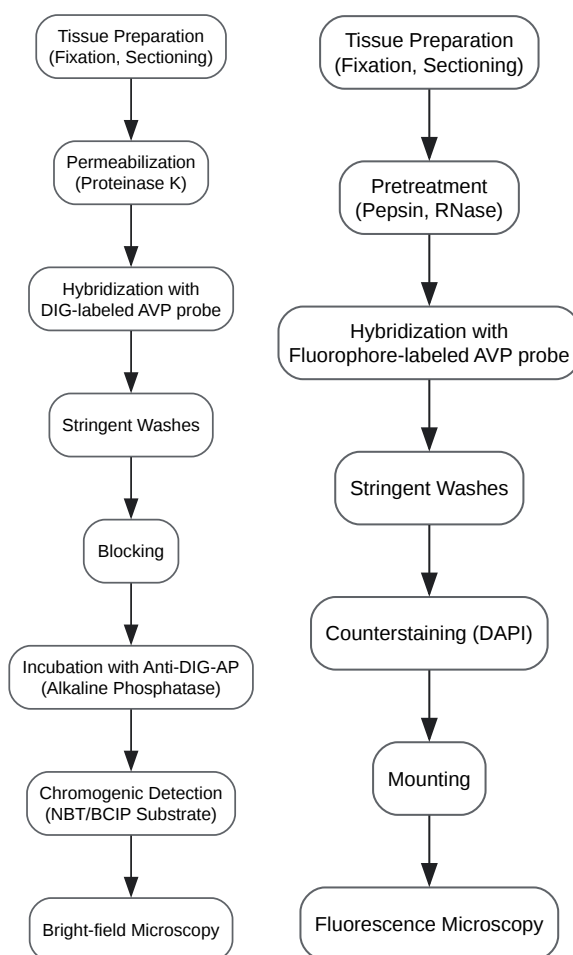 Tissue Preparation
(Fixation, Sectioning)
Permeabilization
(Proteinase K)
Hybridization with
DIG-labeled AVP probe
Stringent Washes
Blocking
Incubation with Anti-DIG-AP
(Alkaline Phosphatase)
Chromogenic Detection
(NBT/BCIP Substrate)
Bright-field Microscopy
Tissue Preparation
(Fixation, Sectioning)
Pretreatment
(Pepsin, RNase)
Hybridization with
Fluorophore-labeled AVP probe
Stringent Washes
Counterstaining (DAPI)
Mounting
Fluorescence Microscopy